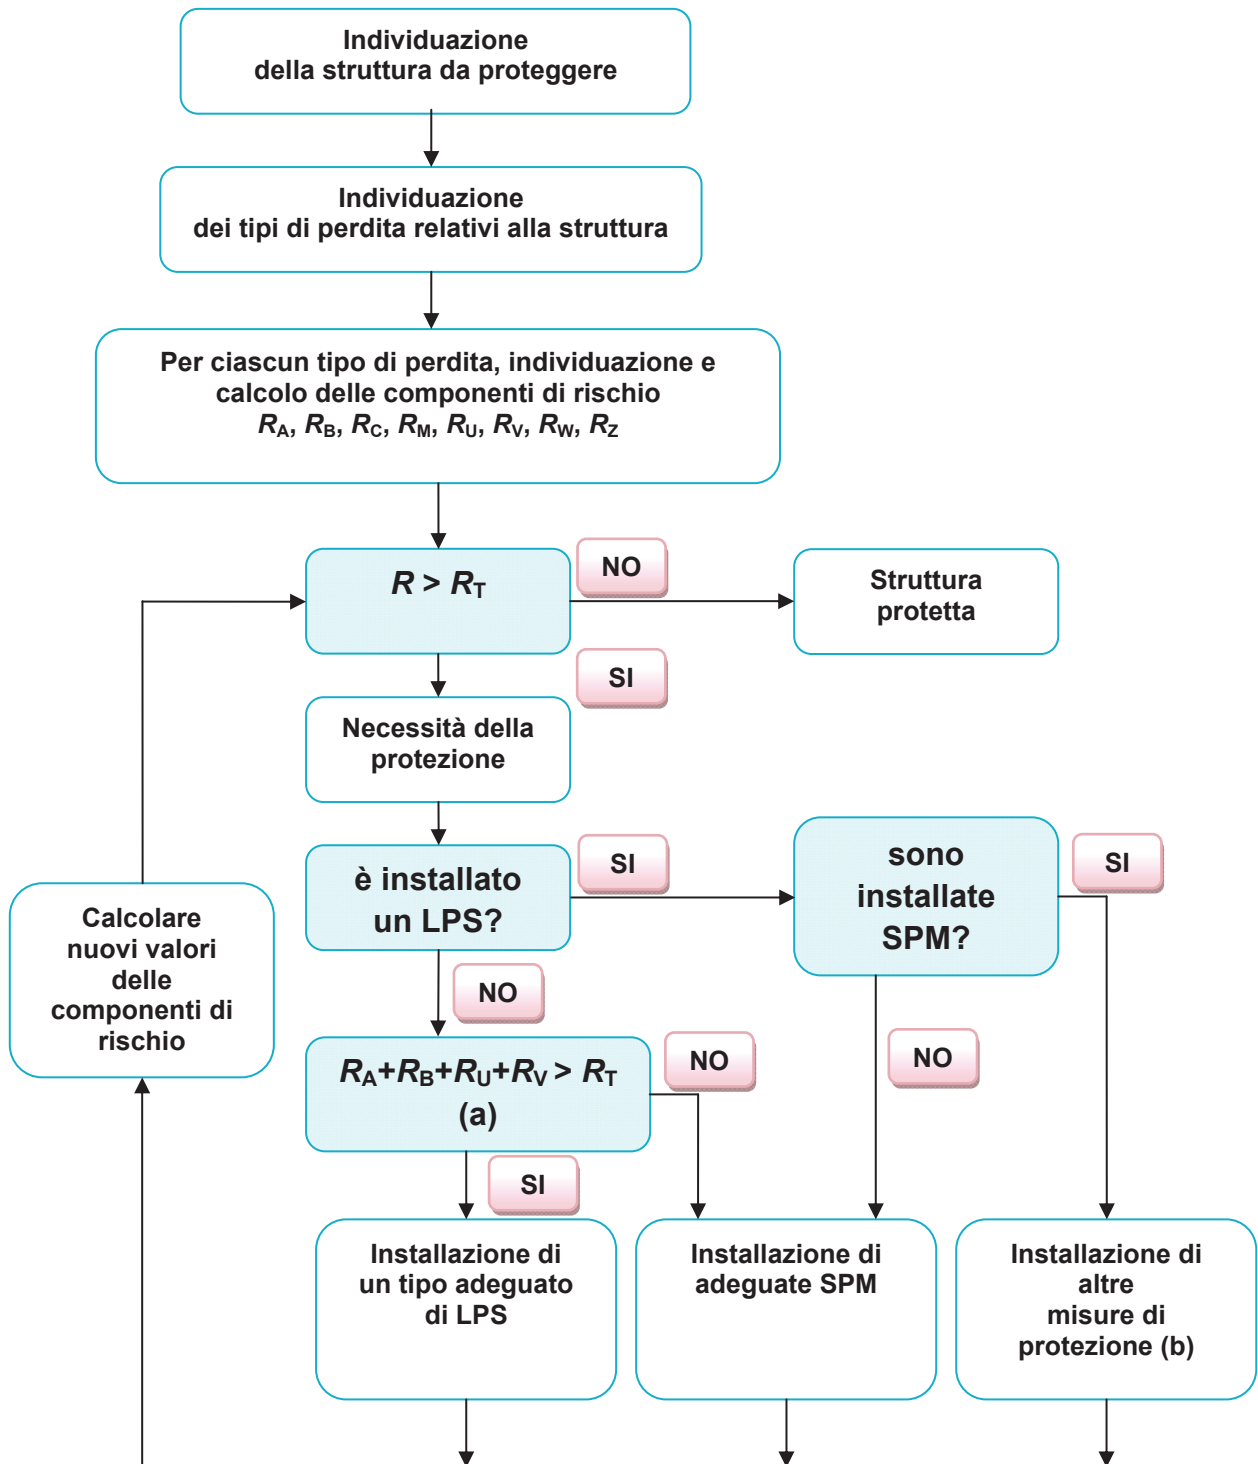 Individuazione
della struttura da proteggere
Individuazione
dei tipi di perdita relativi alla struttura
Per ciascun tipo di perdita, individuazione e
calcolo delle componenti di rischio
RA, RB, RC, RM, RU, RV, RW, RZ
R > RT
NO
Struttura
protetta
SI
Necessità della
protezione
è installato
un LPS?
SI
sono
installate
SPM?
SI
Calcolare
nuovi valori
delle
componenti di
rischio
NO
RA+RB+RU+RV > RT
(a)
NO
NO
SI
Installazione di
un tipo adeguato
di LPS
Installazione di
adeguate SPM
Installazione di
altre
misure di
protezione (b)